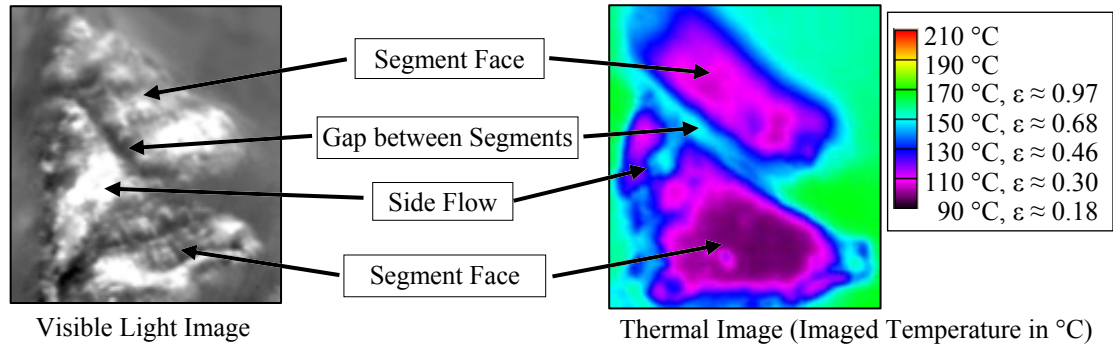 Segment Face
Gap between Segments
Side Flow
Segment Face
210 °C
190 °C
170 °C, ε ≈ 0.97
150 °C, ε ≈ 0.68
130 °C, ε ≈ 0.46
110 °C, ε ≈ 0.30
90 °C, ε ≈ 0.18
Visible Light Image
Thermal Image (Imaged Temperature in °C)